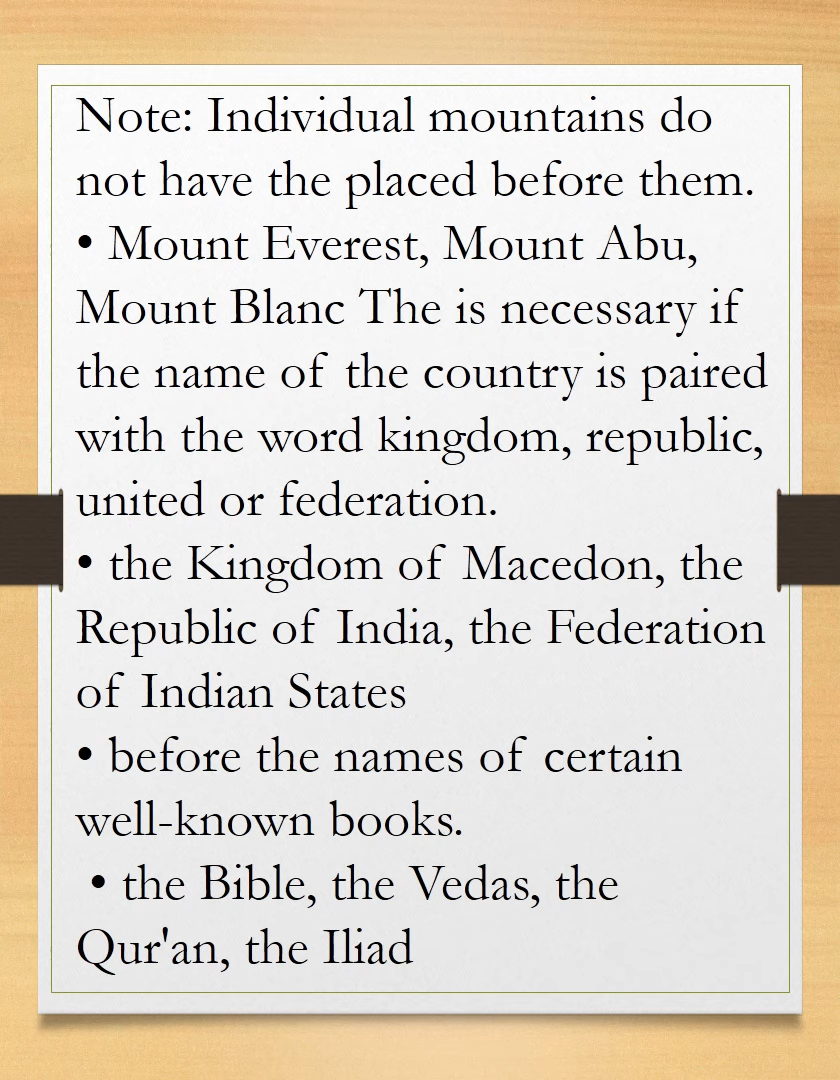 Note: Individual mountains do
not have the placed before them.
• Mount Everest, Mount Abu,
Mount Blanc The is necessary if
the name of the country is paired
with the word kingdom, republic,
united or federation.
• the Kingdom of Macedon, the
Republic of India, the Federation
of Indian States
• before the names of certain
well-known books.
• the Bible, the Vedas, the
Qur'an, the Iliad